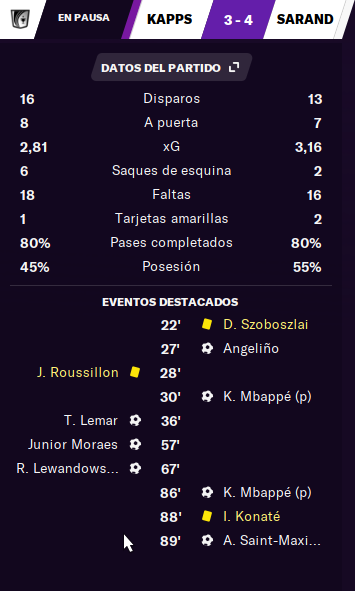 EN PAUSA KAPPS 3 - 4 SARAND
DATOS DEL PARTIDO
16 Disparos 13
8 A puerta 7
2,81 xG 3,16
6 Saques de esquina 2
18 Faltas 16
1 Tarjetas amarillas 2
80% Pases completados 80%
45% Posesión 55%
EVENTOS DESTACADOS
22' D. Szoboszlai
27' Angeliño
J. Roussillon 28'
30' K. Mbappé (p)
T. Lemar 36'
Junior Moraes 57'
R. Lewandows... 67'
86' K. Mbappé (p)
88' I. Konaté
89' A. Saint-Maxi...